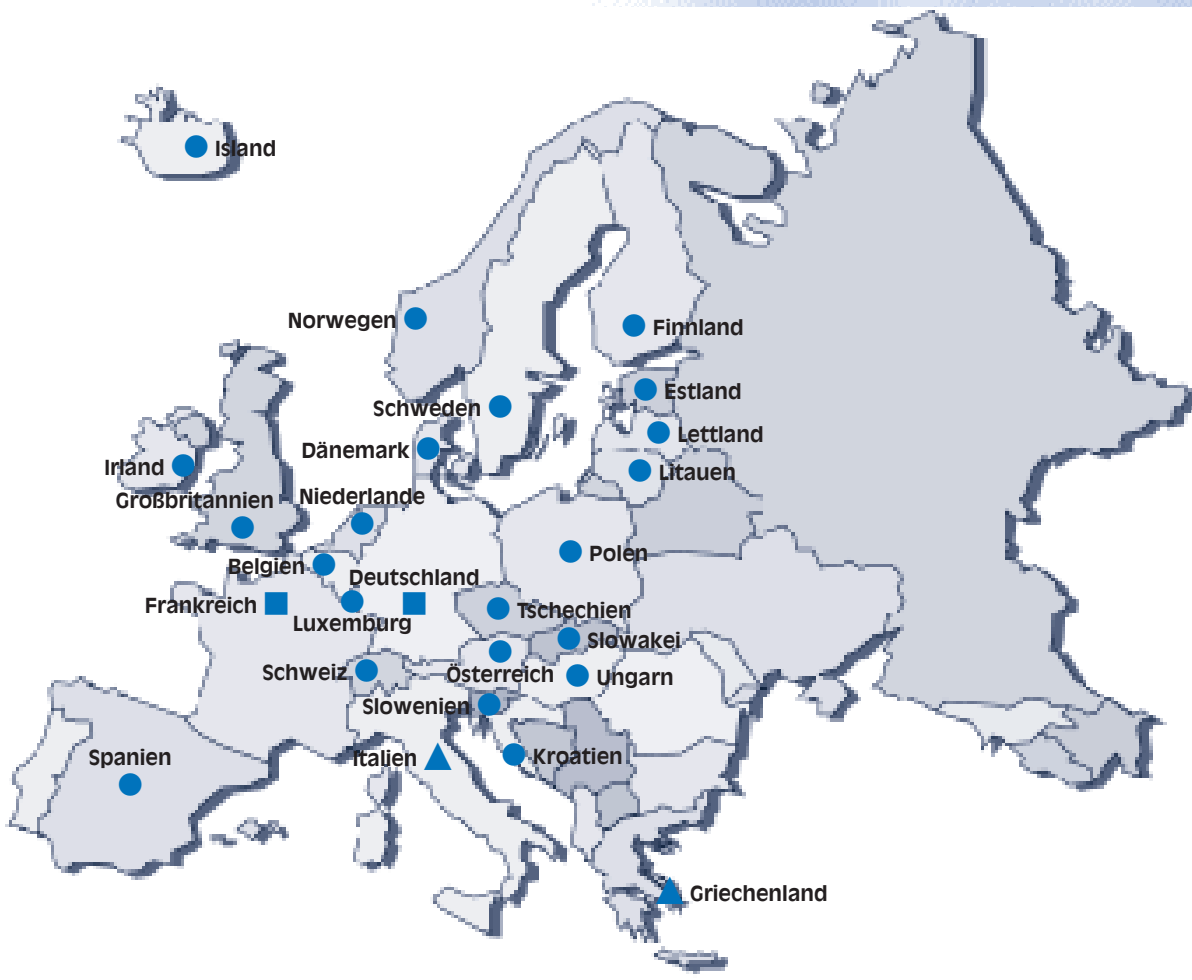 Island
Norwegen
Finnland
Estland
Schweden
Lettland
Dänemark
Irland
Litauen
Großbritannien
Niederlande
Polen
Belgien
Deutschland
Frankreich
Luxemburg
Tschechien
Slowakei
Schweiz
Österreich
Ungarn
Slowenien
Spanien
Italien
Kroatien
Griechenland